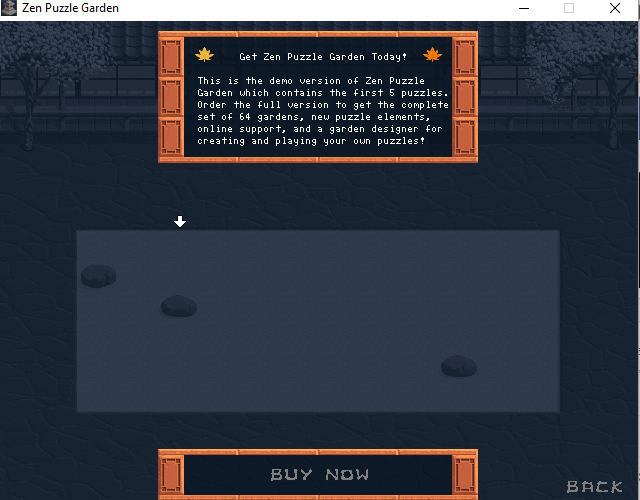 Zen Puzzle Garden
Get Zen Puzzle Garden Today!
This is the demo version of Zen Puzzle
Garden which contains the first 5 puzzles.
Order the full version to get the complete
set of 64 gardens, new puzzle elements,
online support, and a garden designer for
creating and playing your own puzzles!
BUY NOW
BACK